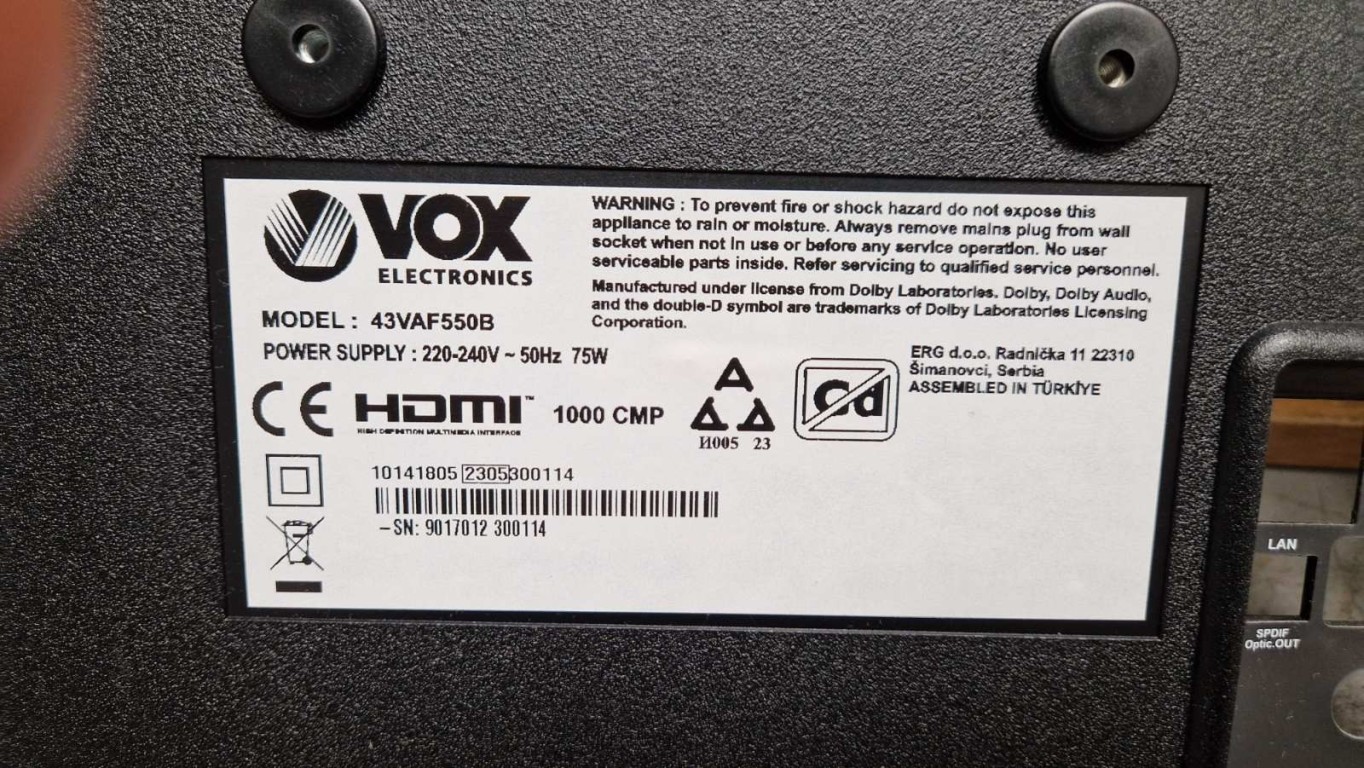 VOX
ELECTRONICS
MODEL : 43VAF550B
POWER SUPPLY : 220-240V ~ 50Hz 75W
WARNING : To prevent fire or shock hazard do not expose this
appliance to rain or moisture. Always remove mains plug from wall
socket when not in use or before any service operation. No user
serviceable parts inside. Refer servicing to qualified service personnel.
Manufactured under license from Dolby Laboratories. Dolby, Dolby Audio,
and the double-D symbol are trademarks of Dolby Laboratories Licensing
Corporation.
ERG d.o.o. Radnička 11 22310
Šimanovci, Serbia
ASSEMBLED IN TÜRKİYE
CE HDMI™ 1000 CMP
HIGH DEFINITION MULTIMEDIA INTERFACE
A
A A
И005 23
Cd
10141805 2305300114
–SN: 9017012 300114
LAN
SPDIF
Optic.OUT